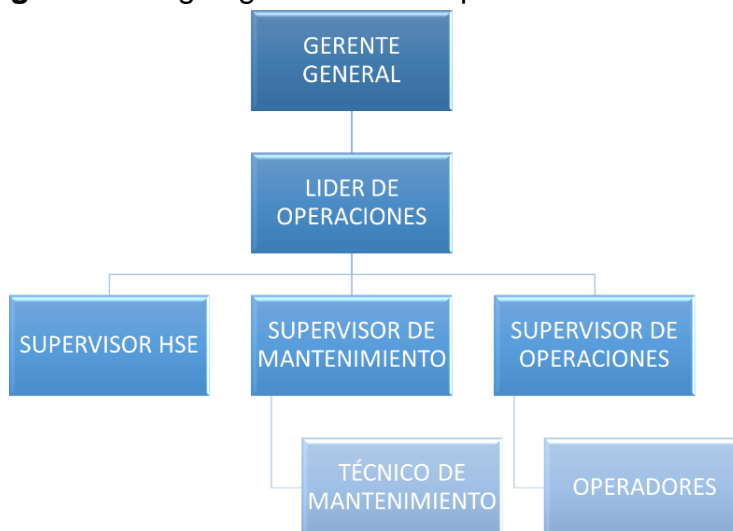 GERENTE
GENERAL
LIDER DE
OPERACIONES
SUPERVISOR HSE
SUPERVISOR DE
MANTENIMIENTO
SUPERVISOR DE
OPERACIONES
TÉCNICO DE
MANTENIMIENTO
OPERADORES